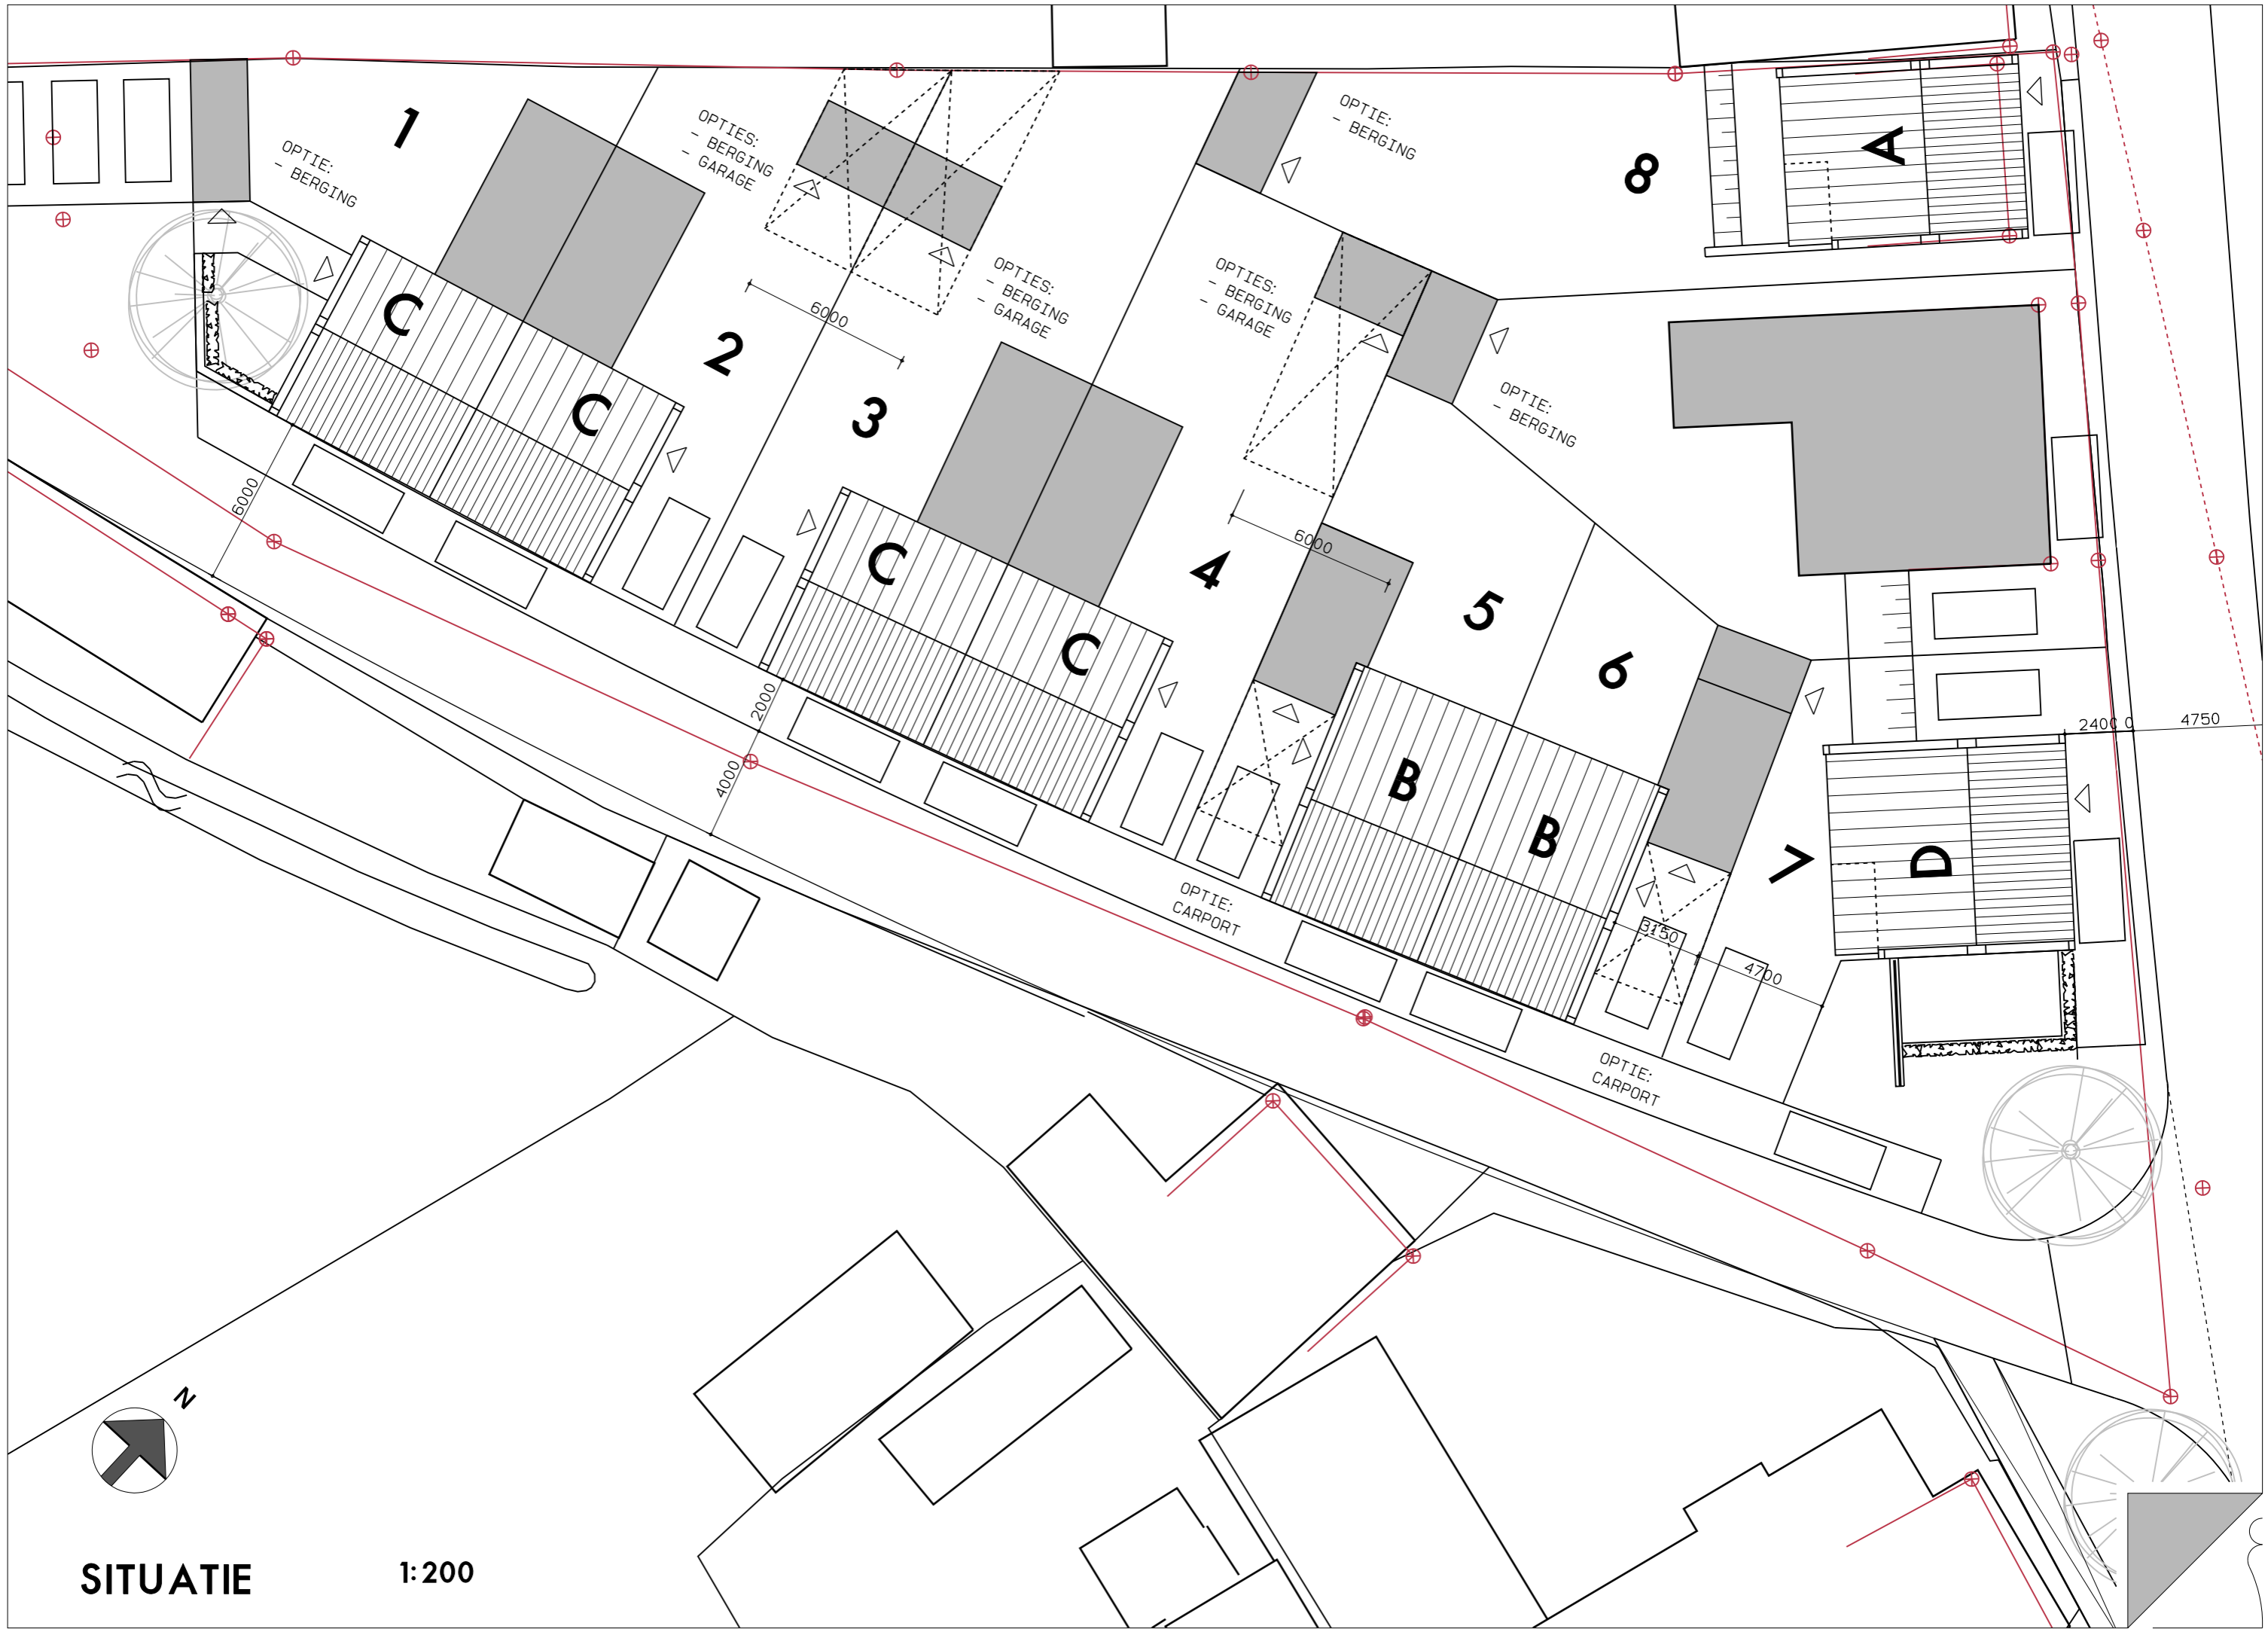 1
OPTIE:
- BERGING
OPTIES:
- BERGING
- GARAGE
OPTIE:
- BERGING
8
A
C
C
2
6000
3
OPTIES:
- BERGING
- GARAGE
OPTIES:
- BERGING
- GARAGE
OPTIE:
- BERGING
6000
C
C
4
6000
5
6
2000
4000
B
B
7
D
2400 0
4750
OPTIE:
CARPORT
3150
4700
OPTIE:
CARPORT
N
SITUATIE
1:200